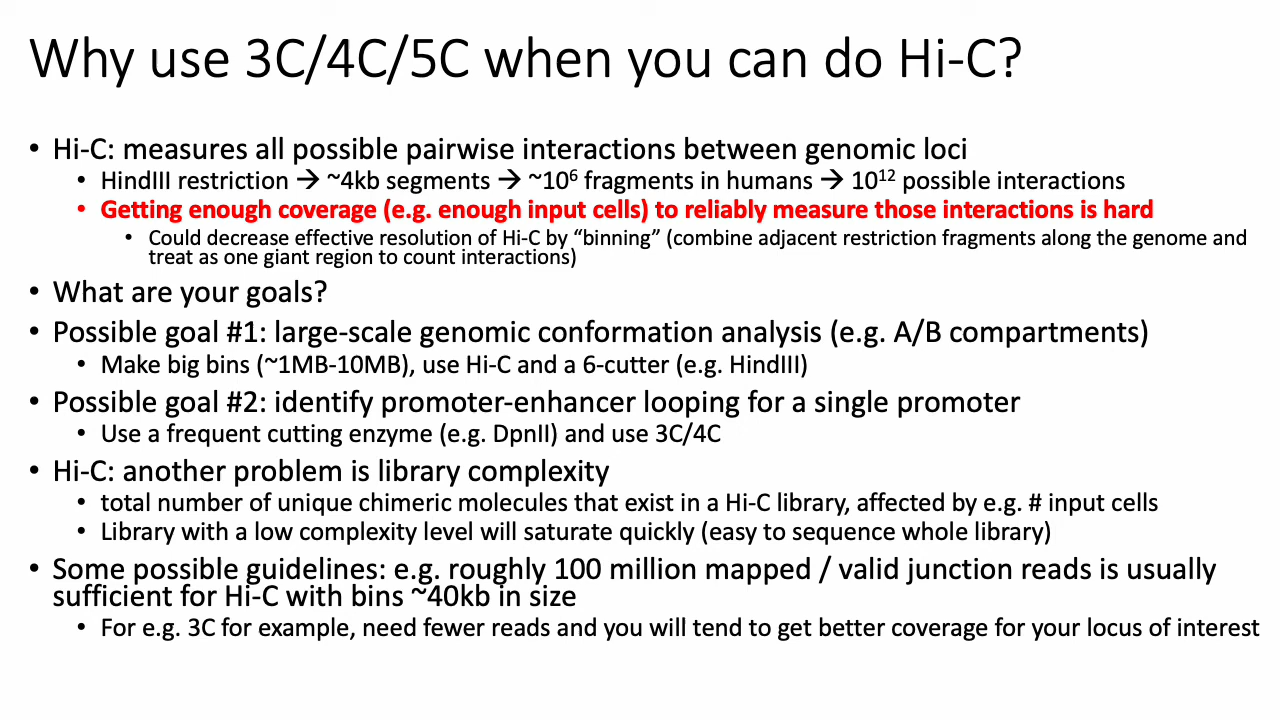 Why use 3C/4C/5C when you can do Hi-C?
• Hi-C: measures all possible pairwise interactions between genomic loci
• HindIII restriction → ~4kb segments → ~10⁶ fragments in humans → 10¹² possible interactions
• Getting enough coverage (e.g. enough input cells) to reliably measure those interactions is hard
• Could decrease effective resolution of Hi-C by “binning” (combine adjacent restriction fragments along the genome and
treat as one giant region to count interactions)
• What are your goals?
• Possible goal #1: large-scale genomic conformation analysis (e.g. A/B compartments)
• Make big bins (~1MB-10MB), use Hi-C and a 6-cutter (e.g. HindIII)
• Possible goal #2: identify promoter-enhancer looping for a single promoter
• Use a frequent cutting enzyme (e.g. DpnII) and use 3C/4C
• Hi-C: another problem is library complexity
• total number of unique chimeric molecules that exist in a Hi-C library, affected by e.g. # input cells
• Library with a low complexity level will saturate quickly (easy to sequence whole library)
• Some possible guidelines: e.g. roughly 100 million mapped / valid junction reads is usually
sufficient for Hi-C with bins ~40kb in size
• For e.g. 3C for example, need fewer reads and you will tend to get better coverage for your locus of interest